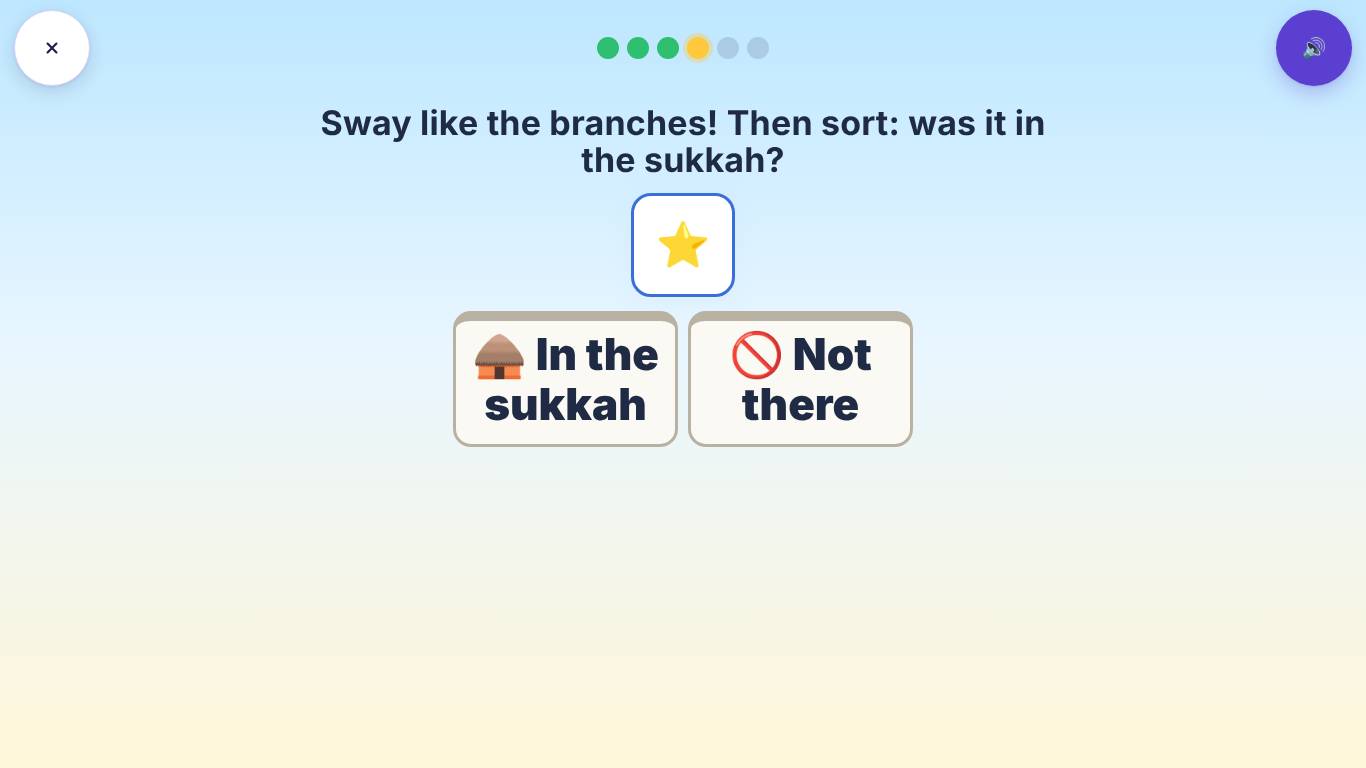 Sway like the branches! Then sort: was it in
the sukkah?
In the
sukkah
Not
there